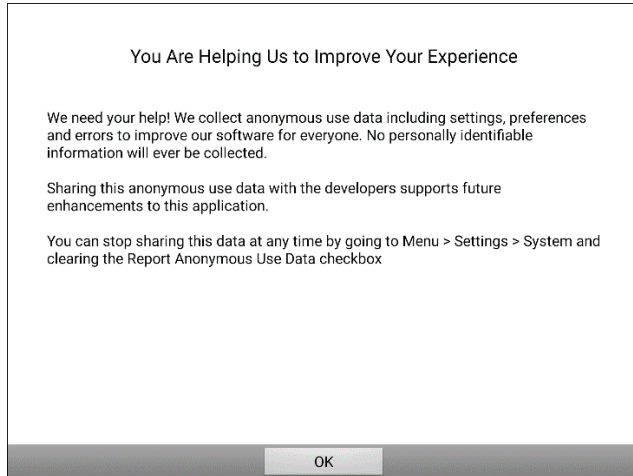 You Are Helping Us to Improve Your Experience
We need your help! We collect anonymous use data including settings, preferences
and errors to improve our software for everyone. No personally identifiable
information will ever be collected.
Sharing this anonymous use data with the developers supports future
enhancements to this application.
You can stop sharing this data at any time by going to Menu > Settings > System and
clearing the Report Anonymous Use Data checkbox
OK